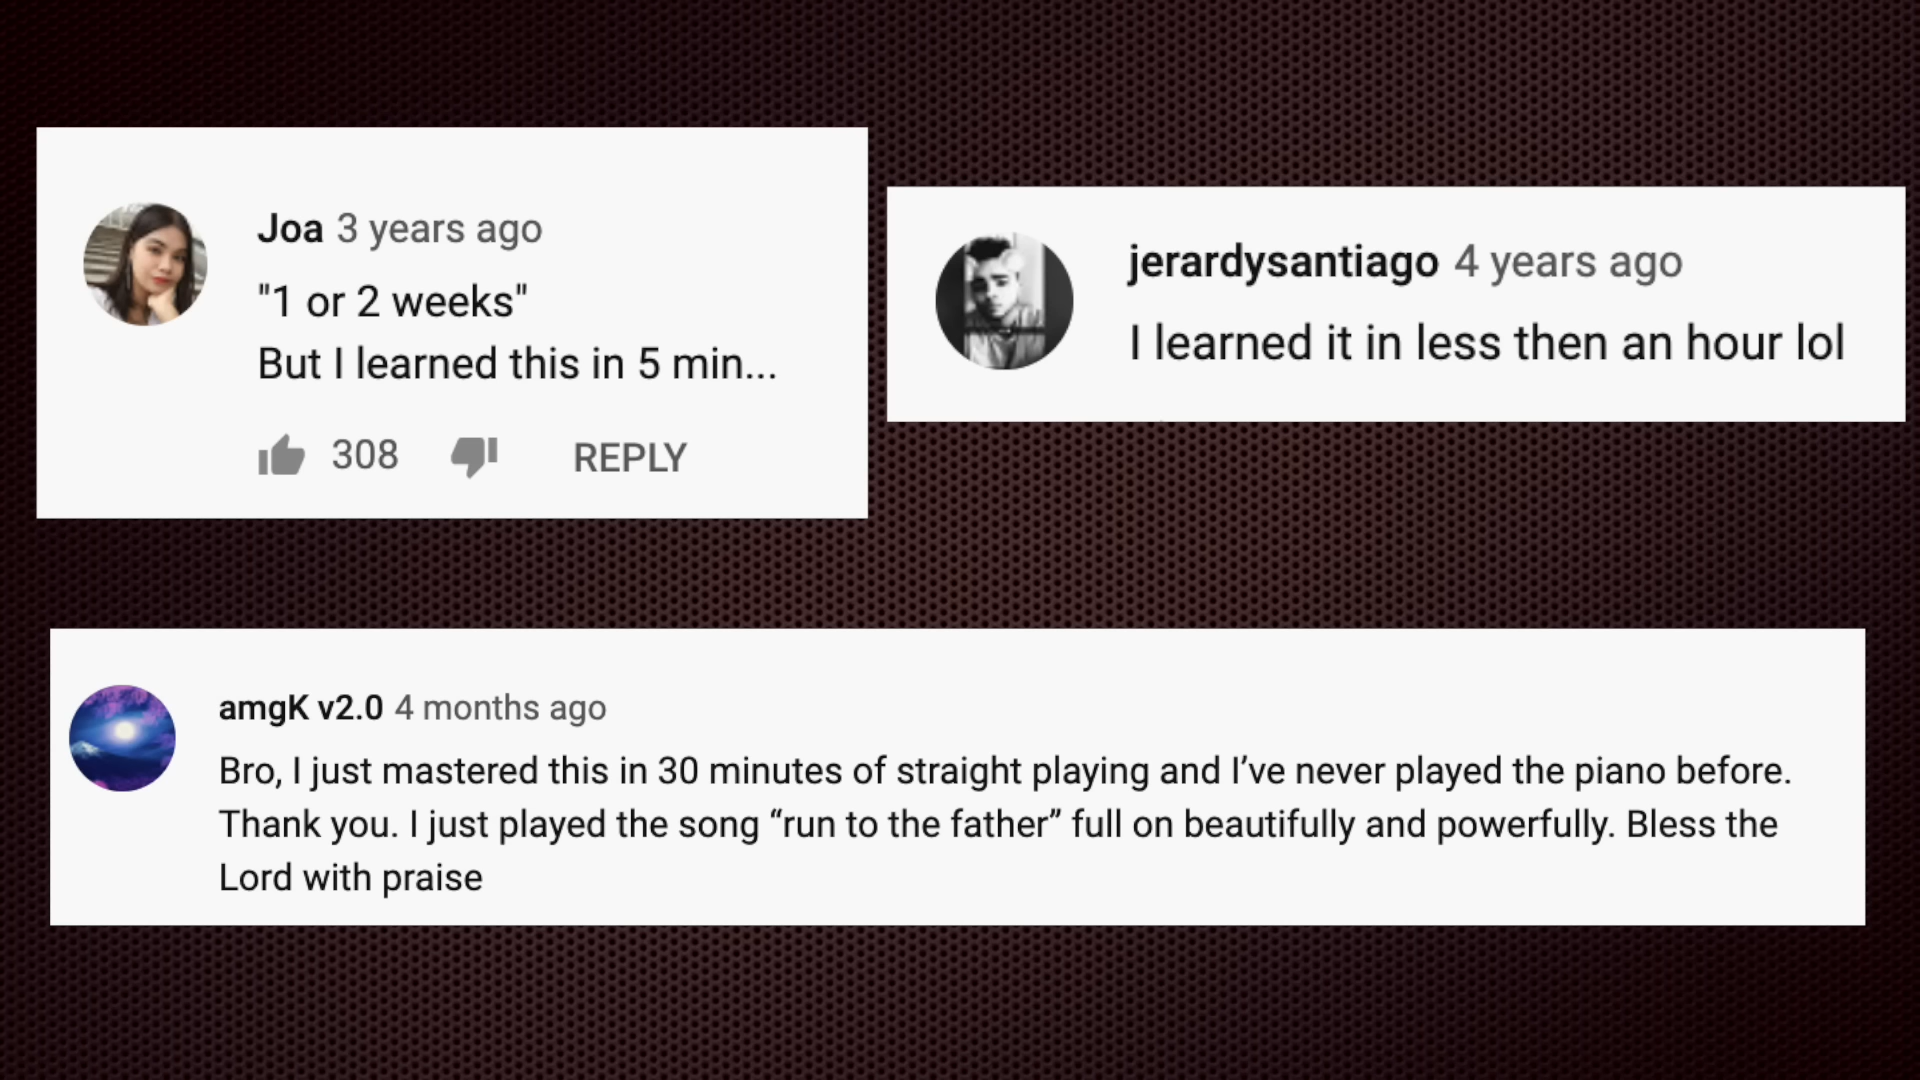 Joa 3 years ago
"1 or 2 weeks"
But I learned this in 5 min...
308 REPLY
jerardysantiago 4 years ago
I learned it in less then an hour lol
amgK v2.0 4 months ago
Bro, I just mastered this in 30 minutes of straight playing and I’ve never played the piano before.
Thank you. I just played the song “run to the father” full on beautifully and powerfully. Bless the
Lord with praise